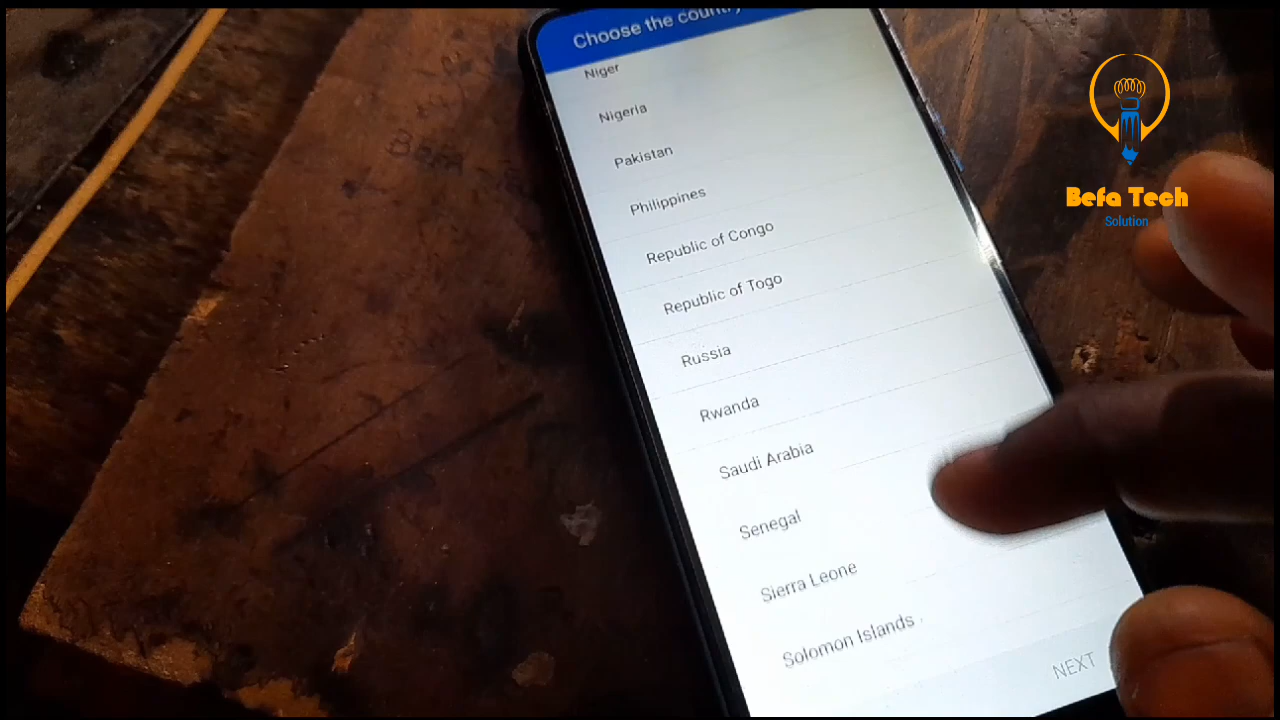 Choose the country
Niger
Nigeria
Pakistan
Philippines
Republic of Congo
Republic of Togo
Russia
Rwanda
Saudi Arabia
Senegal
Sierra Leone
Solomon Islands
NEXT
Befa Tech
Solution